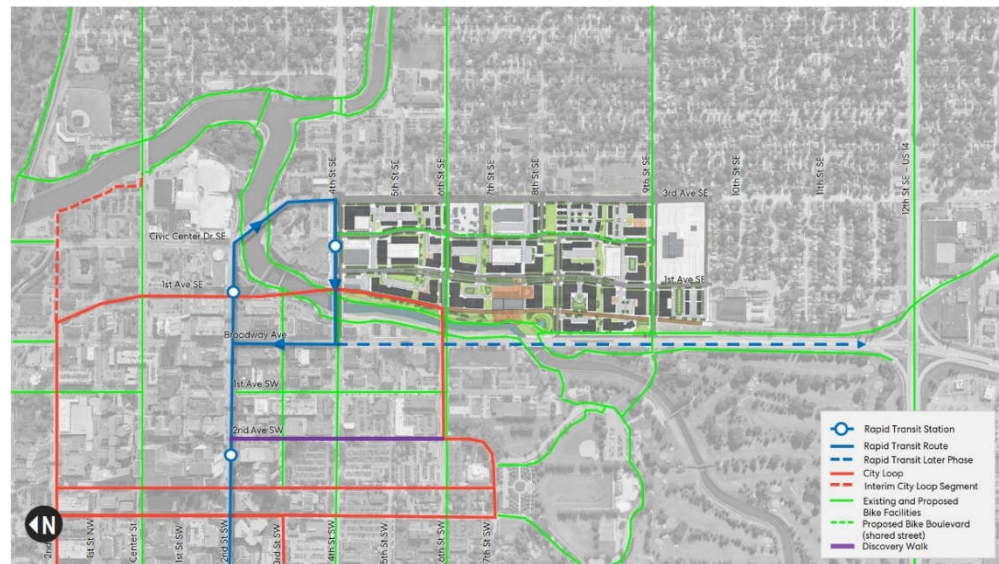 4th St SE
5th St SE
6th St SE
7th St SE
8th St SE
9th St SE
10th St SE
11th St SE
12th St SE - US 14
3rd Ave SE
Civic Center Dr SE
1st Ave SE
1st Ave SE
Broadway Ave
1st Ave SW
2nd Ave SW
N
2nd
1st St NW
Center St
1st St SW
2nd St SW
3rd St SW
4th St SW
5th St SW
6th St SW
7th St SW
Rapid Transit Station
Rapid Transit Route
Rapid Transit Later Phase
City Loop
Interim City Loop Segment
Existing and Proposed
Bike Facilities
Proposed Bike Boulevard
(shared street)
Discovery Walk